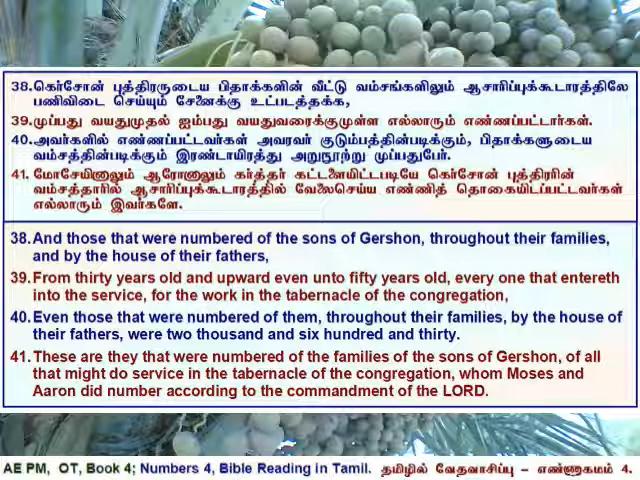 38.கெர்சோன் புத்திரருடைய பிதாக்களின் வீட்டு வம்சங்களிலும் ஆசாரிப்புக்கூடாரத்திலே
பணிவிடை செய்யும் சேனைக்கு உட்படத்தக்க,
39.முப்பது வயதுமுதல் ஐம்பது வயதுவரைக்குமுள்ள எல்லாரும் எண்ணப்பட்டார்கள்.
40.அவர்களில் எண்ணப்பட்டவர்கள் அவரவர் குடும்பத்தின்படிக்கும், பிதாக்களுடைய
வம்சத்தின்படிக்கும் இரண்டாயிரத்து அறுநூற்று முப்பதுபேர்.
41. மோசேயினாலும் ஆரோனாலும் கர்த்தர் கட்டளையிட்டபடியே கெர்சோன் புத்திரரின்
வம்சத்தாரில் ஆசாரிப்புக்கூடாரத்தில் வேலைசெய்ய எண்ணித் தொகையிடப்பட்டவர்கள்
எல்லாரும் இவர்களே.
38.And those that were numbered of the sons of Gershon, throughout their families,
and by the house of their fathers,
39.From thirty years old and upward even unto fifty years old, every one that entereth
into the service, for the work in the tabernacle of the congregation,
40.Even those that were numbered of them, throughout their families, by the house of
their fathers, were two thousand and six hundred and thirty.
41.These are they that were numbered of the families of the sons of Gershon, of all
that might do service in the tabernacle of the congregation, whom Moses and
Aaron did number according to the commandment of the LORD.
AE PM, OT, Book 4; Numbers 4, Bible Reading in Tamil. தமிழில் வேதவாசிப்பு – எண்ணாகமம் 4.